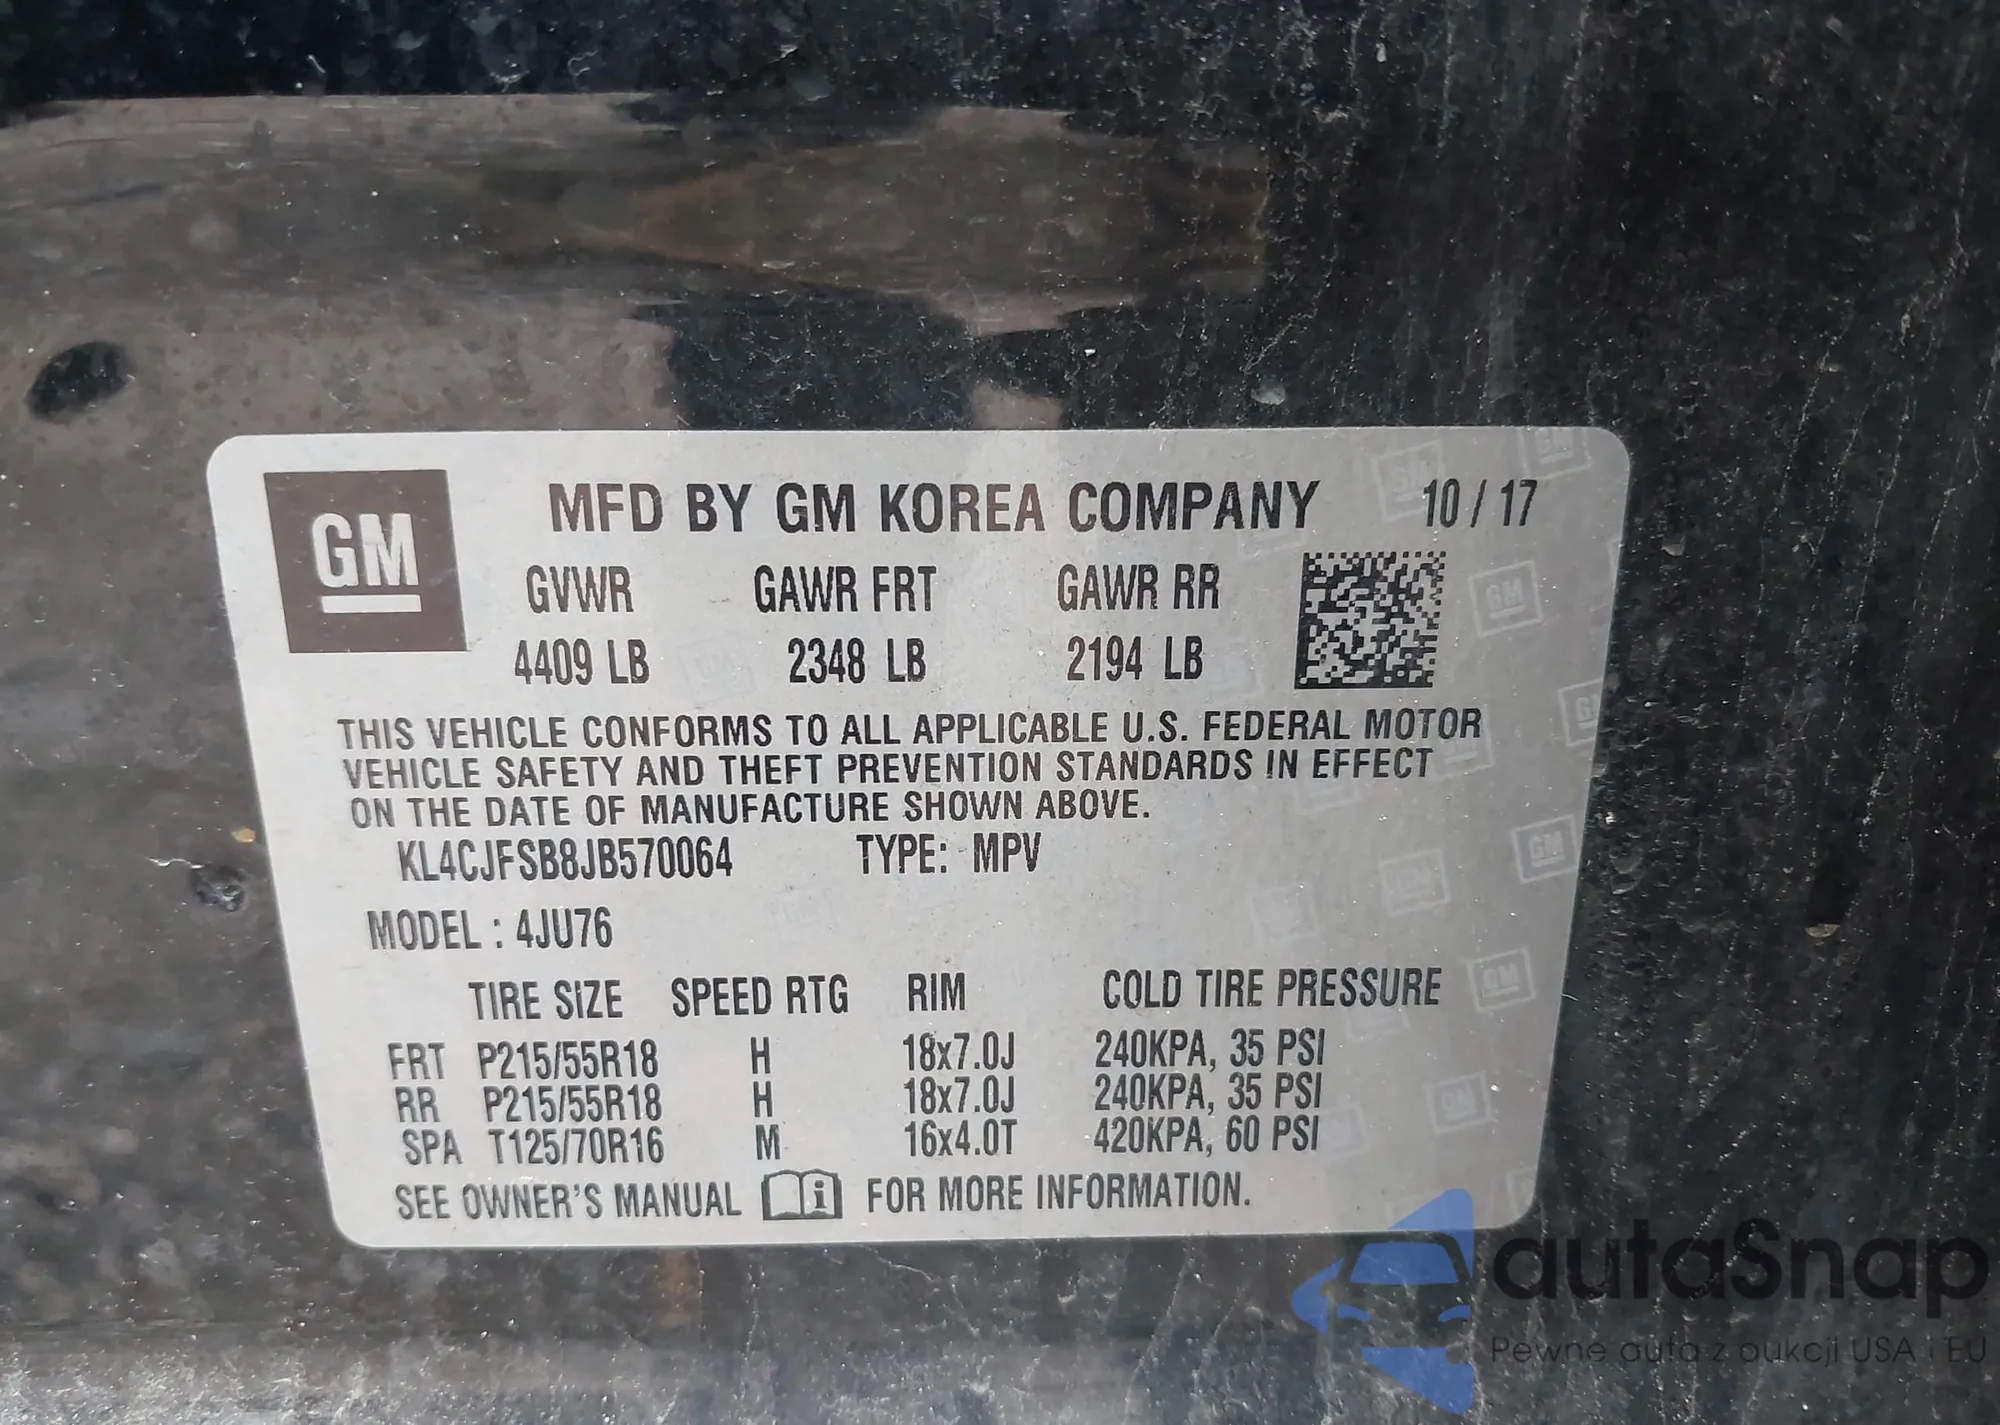 GM
MFD BY GM KOREA COMPANY 10 / 17
GVWR GAWR FRT GAWR RR
4409 LB 2348 LB 2194 LB
THIS VEHICLE CONFORMS TO ALL APPLICABLE U.S. FEDERAL MOTOR
VEHICLE SAFETY AND THEFT PREVENTION STANDARDS IN EFFECT
ON THE DATE OF MANUFACTURE SHOWN ABOVE.
KL4CJFSB8JB570064 TYPE: MPV
MODEL : 4JU76
TIRE SIZE SPEED RTG RIM COLD TIRE PRESSURE
FRT P215/55R18 H 18x7.0J 240KPA, 35 PSI
RR P215/55R18 H 18x7.0J 240KPA, 35 PSI
SPA T125/70R16 M 16x4.0T 420KPA, 60 PSI
SEE OWNER'S MANUAL i FOR MORE INFORMATION.
autaSnap
Pewne auta z aukcji USA i EU